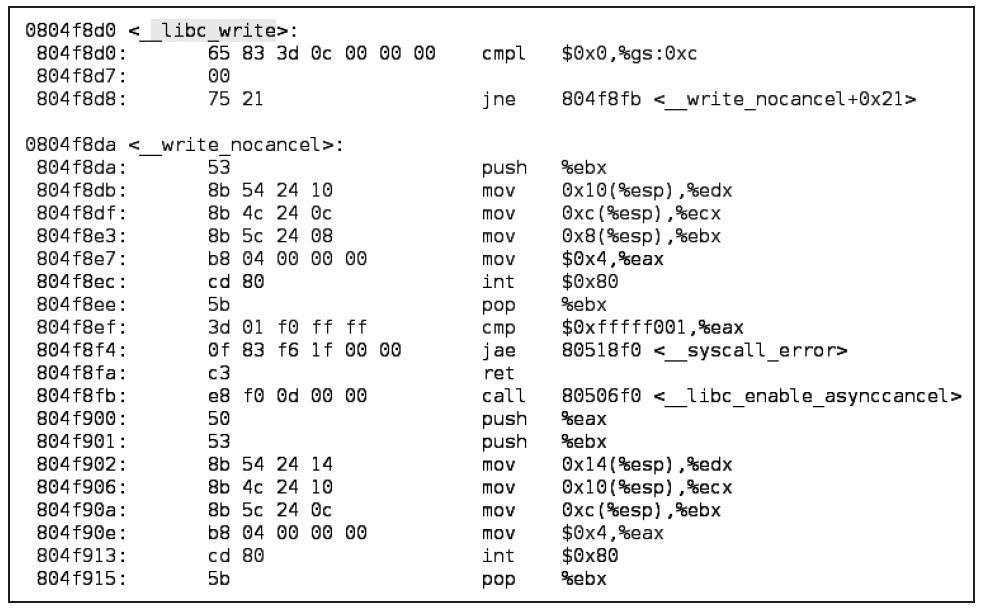 0804f8d0 <__libc_write>:
804f8d0: 65 83 3d 0c 00 00 00 cmpl $0x0,%gs:0xc
804f8d7: 00
804f8d8: 75 21 jne 804f8fb <__write_nocancel+0x21>
0804f8da <__write_nocancel>:
804f8da: 53 push %ebx
804f8db: 8b 54 24 10 mov 0x10(%esp),%edx
804f8df: 8b 4c 24 0c mov 0xc(%esp),%ecx
804f8e3: 8b 5c 24 08 mov 0x8(%esp),%ebx
804f8e7: b8 04 00 00 00 mov $0x4,%eax
804f8ec: cd 80 int $0x80
804f8ee: 5b pop %ebx
804f8ef: 3d 01 f0 ff ff cmp $0xfffff001,%eax
804f8f4: 0f 83 f6 1f 00 00 jae 80518f0 <__syscall_error>
804f8fa: c3 ret
804f8fb: e8 f0 0d 00 00 call 80506f0 <__libc_enable_asynccancel>
804f900: 50 push %eax
804f901: 53 push %ebx
804f902: 8b 54 24 14 mov 0x14(%esp),%edx
804f906: 8b 4c 24 10 mov 0x10(%esp),%ecx
804f90a: 8b 5c 24 0c mov 0xc(%esp),%ebx
804f90e: b8 04 00 00 00 mov $0x4,%eax
804f913: cd 80 int $0x80
804f915: 5b pop %ebx